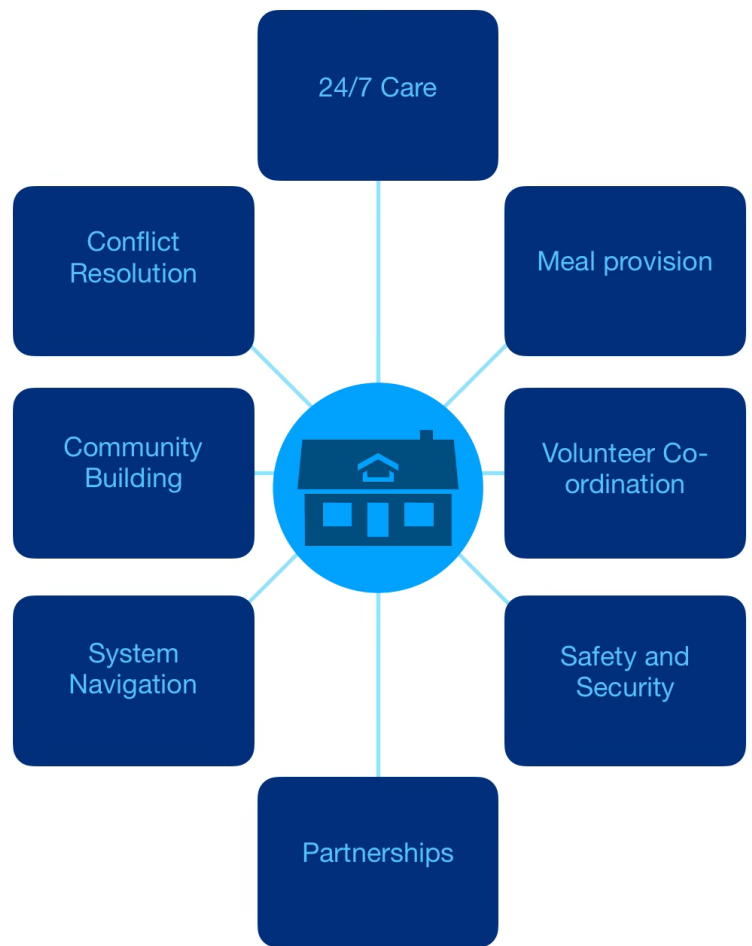 24/7 Care
Conflict
Resolution
Meal provision
Community
Building
Volunteer Co-
ordination
System
Navigation
Safety and
Security
Partnerships